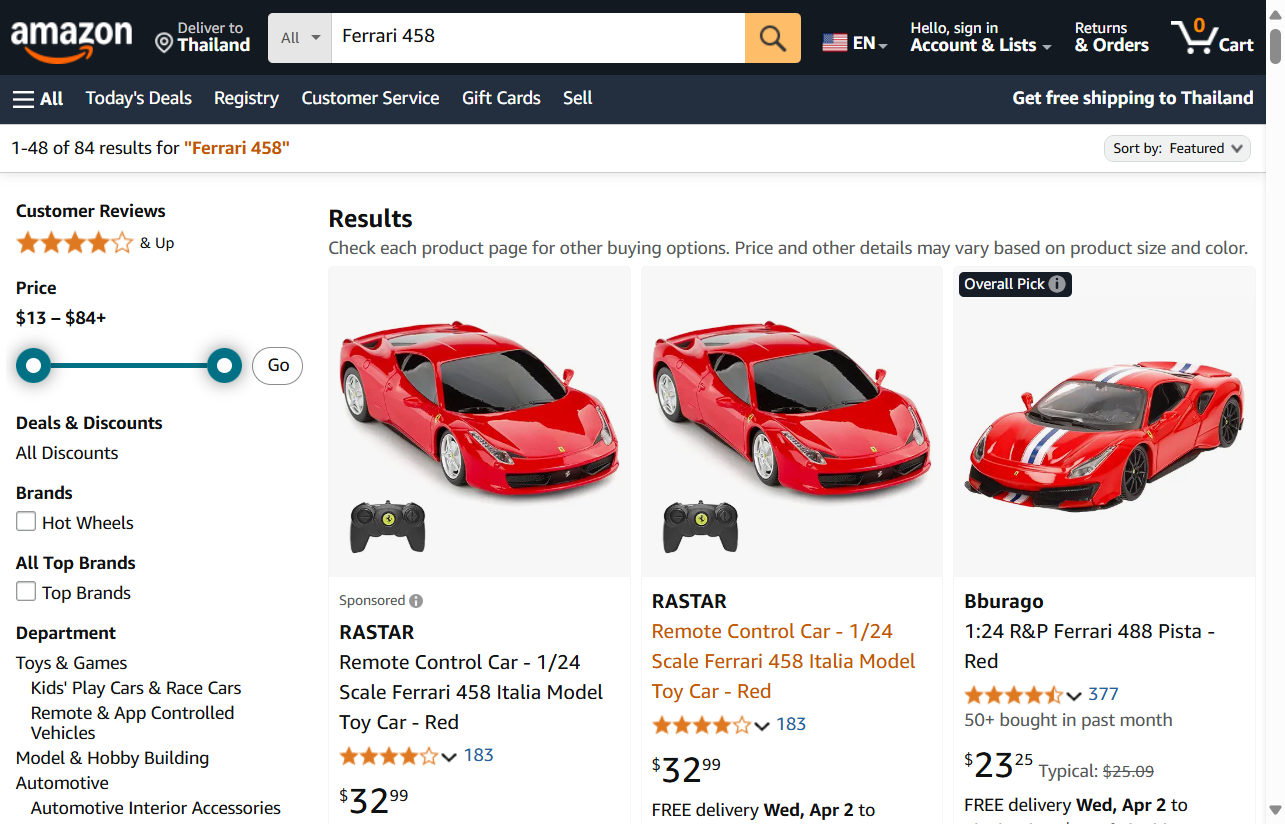 amazon
Deliver to
Thailand
All
Ferrari 458
EN
Hello, sign in
Account & Lists
Returns
& Orders
0
Cart
All
Today's Deals
Registry
Customer Service
Gift Cards
Sell
Get free shipping to Thailand
1-48 of 84 results for "Ferrari 458"
Sort by: Featured
Customer Reviews
& Up
Price
$13 – $84+
Go
Deals & Discounts
All Discounts
Brands
Hot Wheels
All Top Brands
Top Brands
Department
Toys & Games
Kids' Play Cars & Race Cars
Remote & App Controlled
Vehicles
Model & Hobby Building
Automotive
Automotive Interior Accessories
Results
Check each product page for other buying options. Price and other details may vary based on product size and color.
Sponsored
RASTAR
Remote Control Car - 1/24
Scale Ferrari 458 Italia Model
Toy Car - Red
183
$3299
RASTAR
Remote Control Car - 1/24
Scale Ferrari 458 Italia Model
Toy Car - Red
183
$3299
FREE delivery Wed, Apr 2 to
Overall Pick
Bburago
1:24 R&P Ferrari 488 Pista -
Red
377
50+ bought in past month
$2325 Typical: $25.09
FREE delivery Wed, Apr 2 to